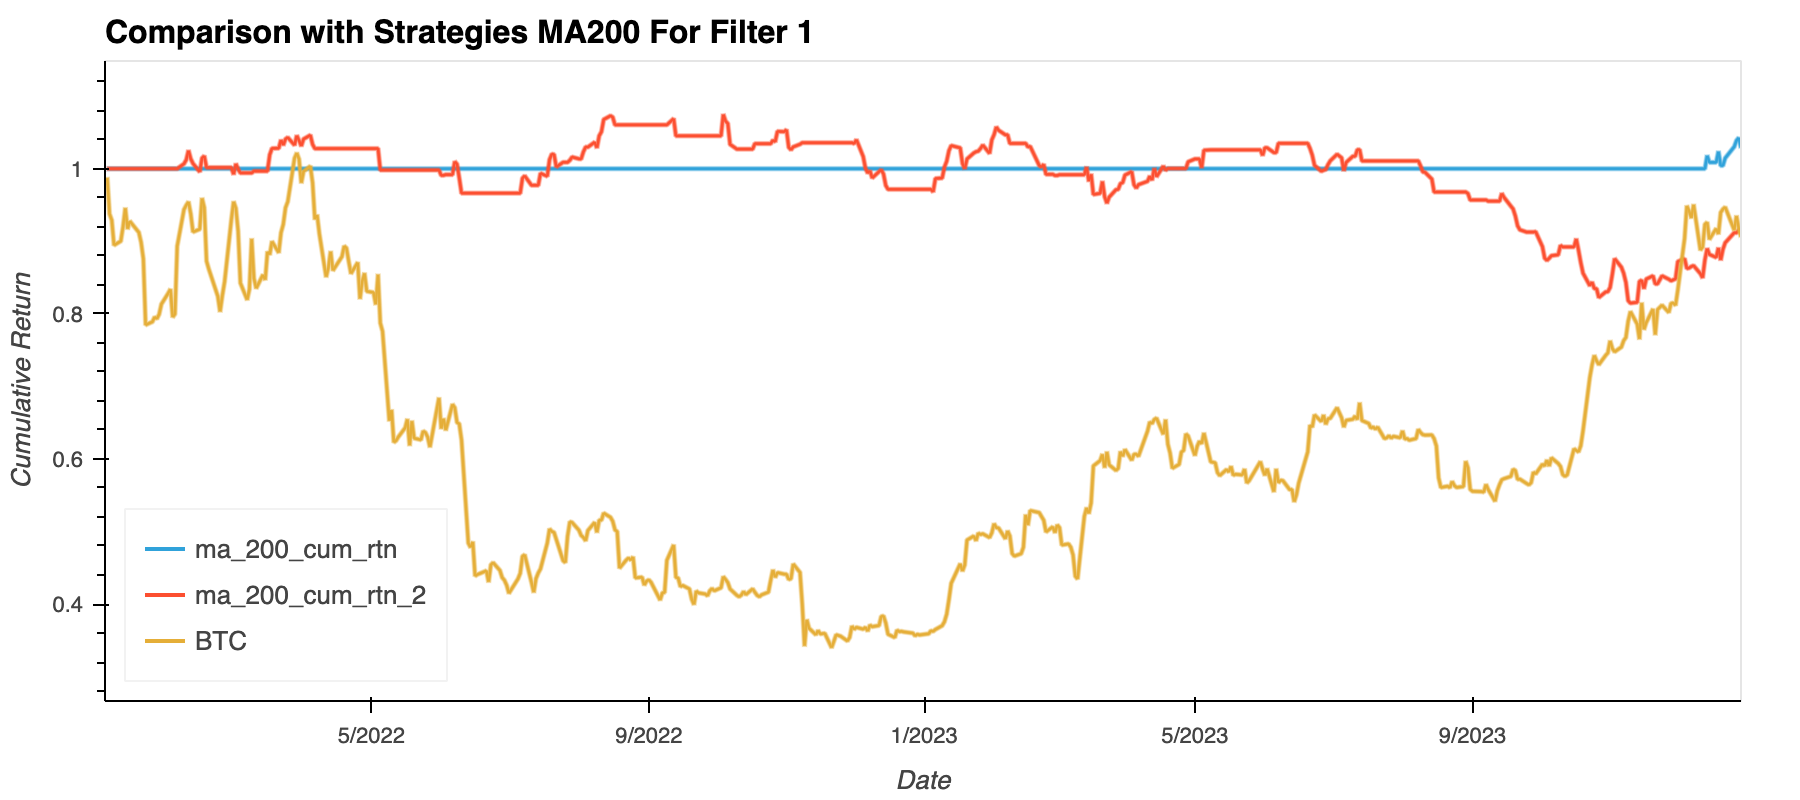 Comparison with Strategies MA200 For Filter 1
Cumulative Return
1
0.8
0.6
0.4
ma_200_cum_rtn
ma_200_cum_rtn_2
BTC
5/2022
9/2022
1/2023
5/2023
9/2023
Date